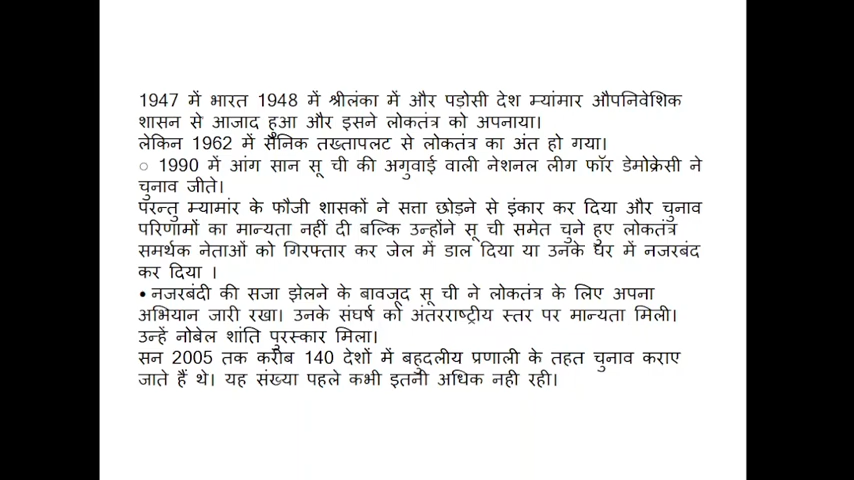 1947 में भारत 1948 में श्रीलंका में और पड़ोसी देश म्यांमार औपनिवेशिक
शासन से आजाद हुआ और इसने लोकतंत्र को अपनाया।
लेकिन 1962 में सैनिक तख्तापलट से लोकतंत्र का अंत हो गया।
○ 1990 में आंग सान सू ची की अगुवाई वाली नेशनल लीग फॉर डेमोक्रेसी ने
चुनाव जीते।
परन्तु म्यामांर के फौजी शासकों ने सत्ता छोड़ने से इंकार कर दिया और चुनाव
परिणामों का मान्यता नहीं दी बल्कि उन्होंने सू ची समेत चुने हुए लोकतंत्र
समर्थक नेताओं को गिरफ्तार कर जेल में डाल दिया या उनके घर में नजरबंद
कर दिया ।
• नजरबंदी की सजा झेलने के बावजूद सू ची ने लोकतंत्र के लिए अपना
अभियान जारी रखा। उनके संघर्ष को अंतरराष्ट्रीय स्तर पर मान्यता मिली।
उन्हें नोबेल शांति पुरस्कार मिला।
सन 2005 तक करीब 140 देशों में बहुदलीय प्रणाली के तहत चुनाव कराए
जाते हैं थे। यह संख्या पहले कभी इतनी अधिक नही रही।